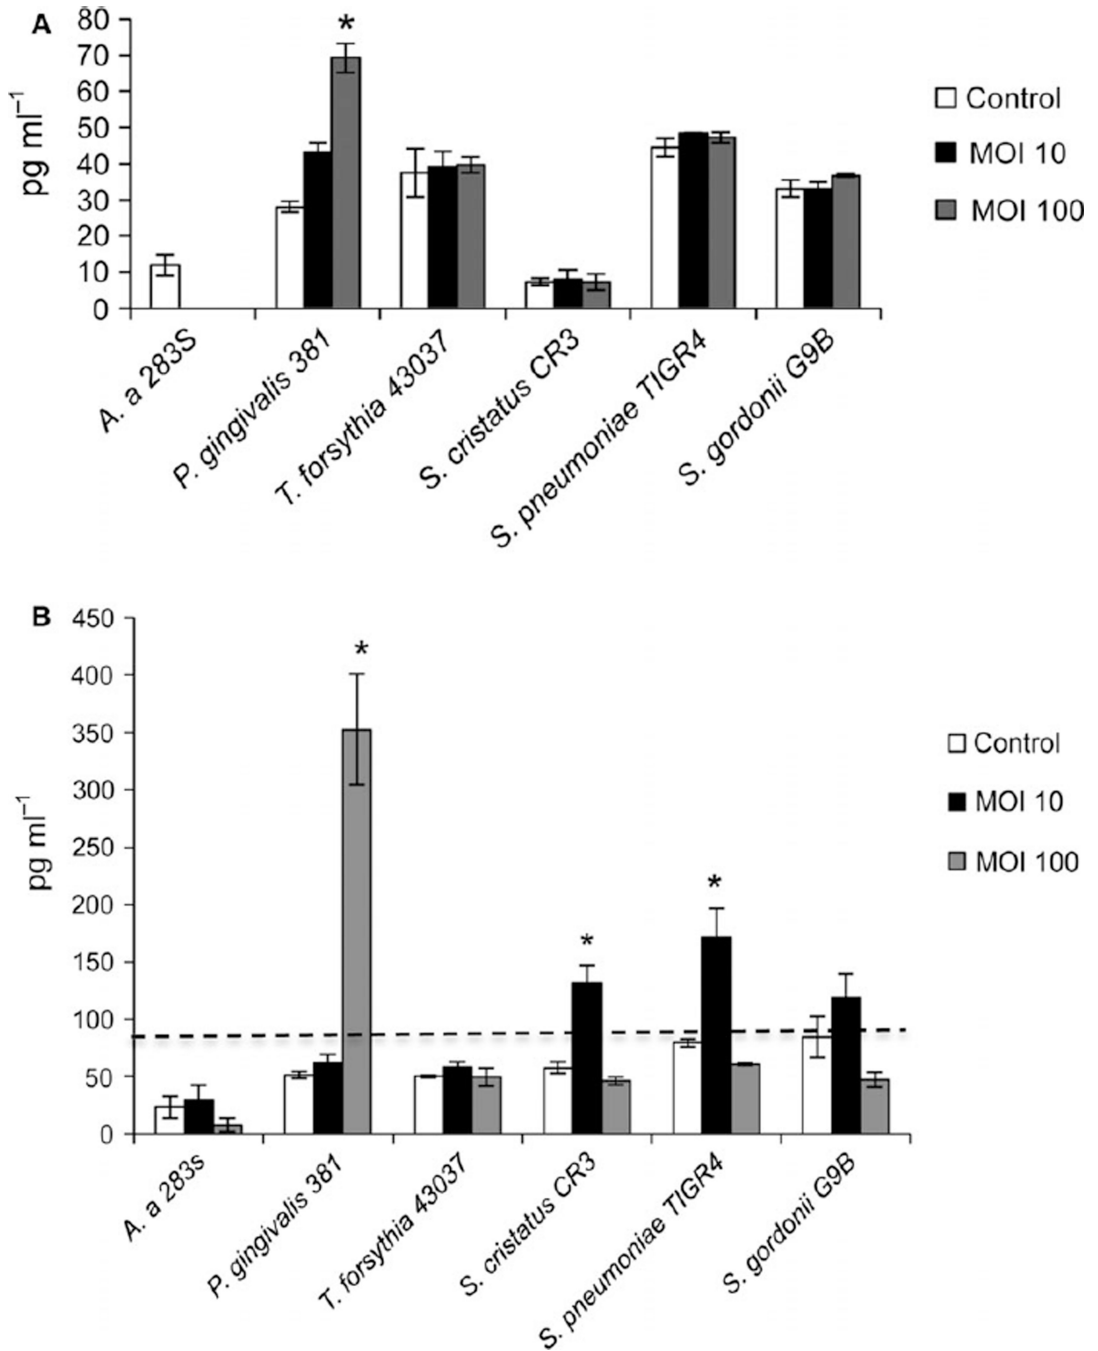 A
80
70
60
50
40
30
20
10
0
pg ml⁻¹
*
Control
MOI 10
MOI 100
A. a 283S
P. gingivalis 381
T. forsythia 43037
S. cristatus CR3
S. pneumoniae TIGR4
S. gordonii G9B
B
450
400
350
300
250
200
150
100
50
0
pg ml⁻¹
*
*
*
Control
MOI 10
MOI 100
A. a 283s
P. gingivalis 381
T. forsythia 43037
S. cristatus CR3
S. pneumoniae TIGR4
S. gordonii G9B